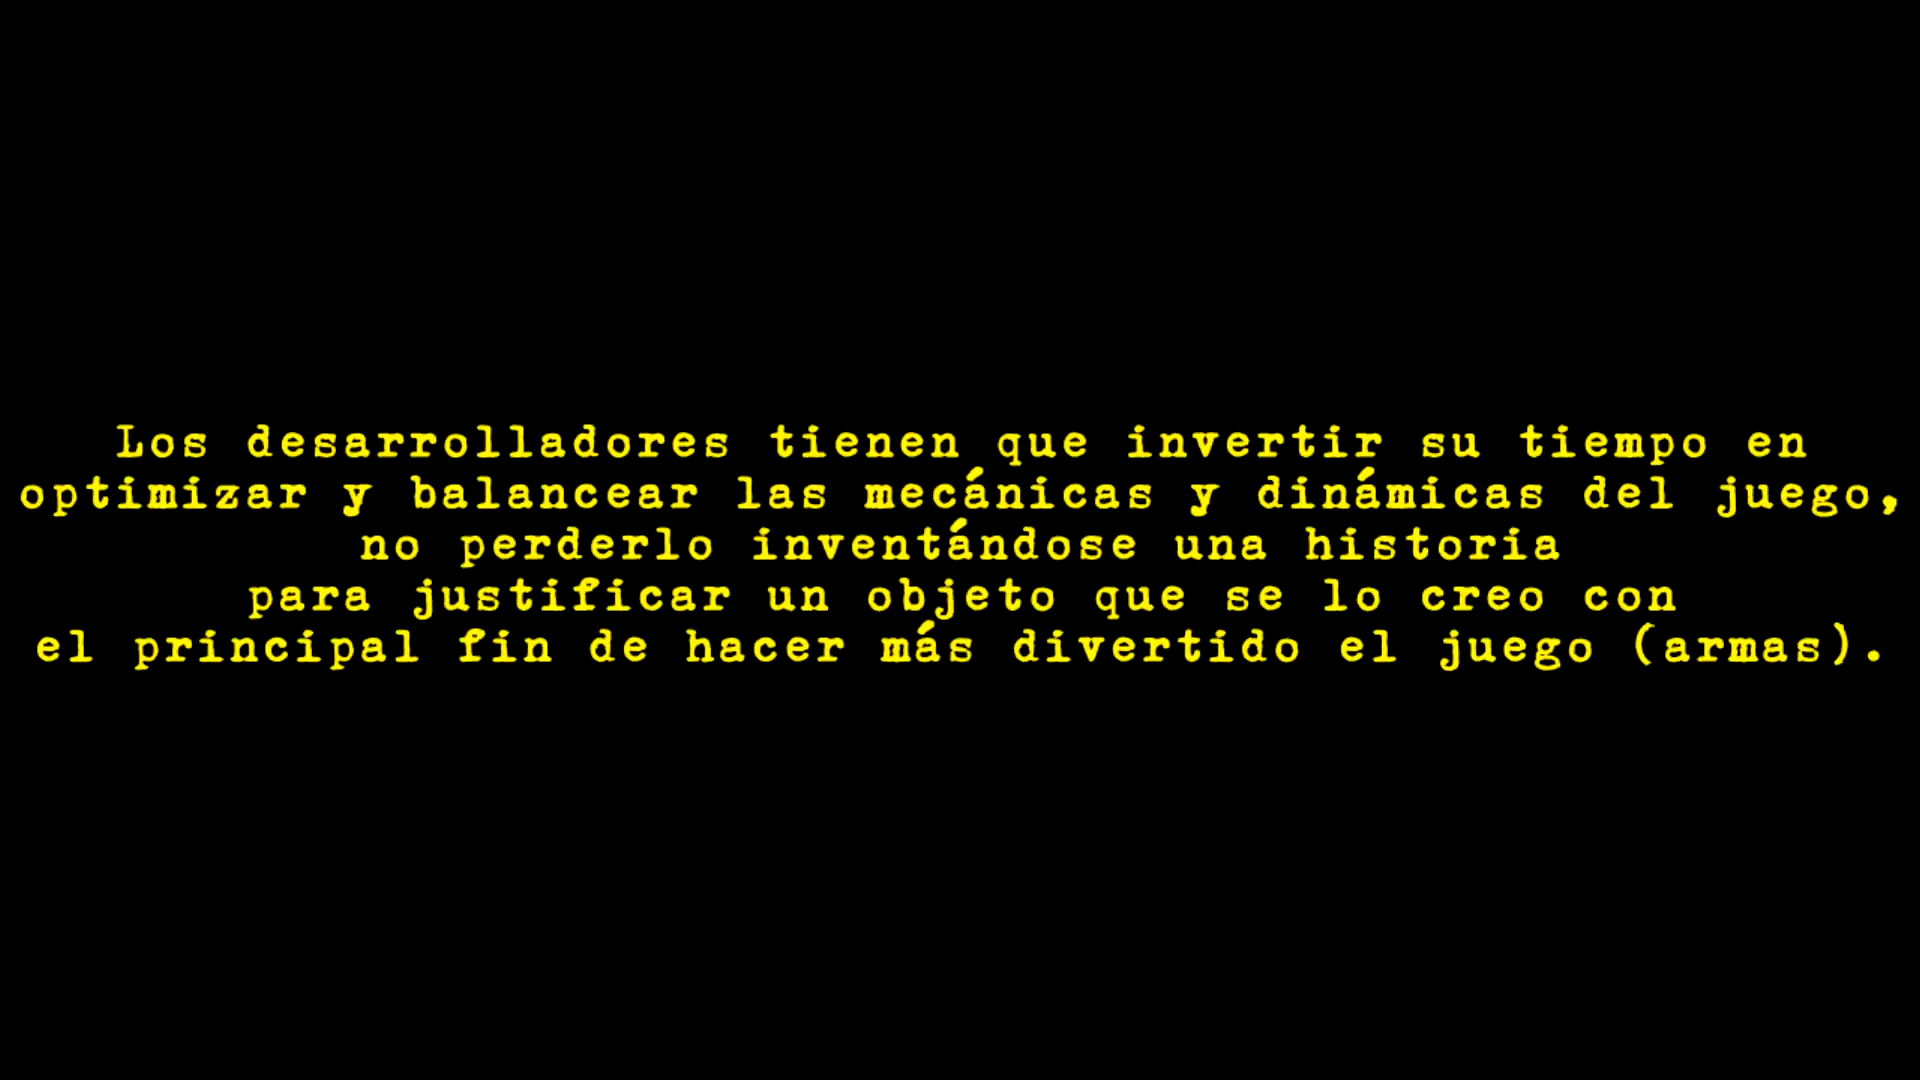 Los desarrolladores tienen que invertir su tiempo en
optimizar y balancear las mecánicas y dinámicas del juego,
no perderlo inventándose una historia
para justificar un objeto que se lo creo con
el principal fin de hacer más divertido el juego (armas).